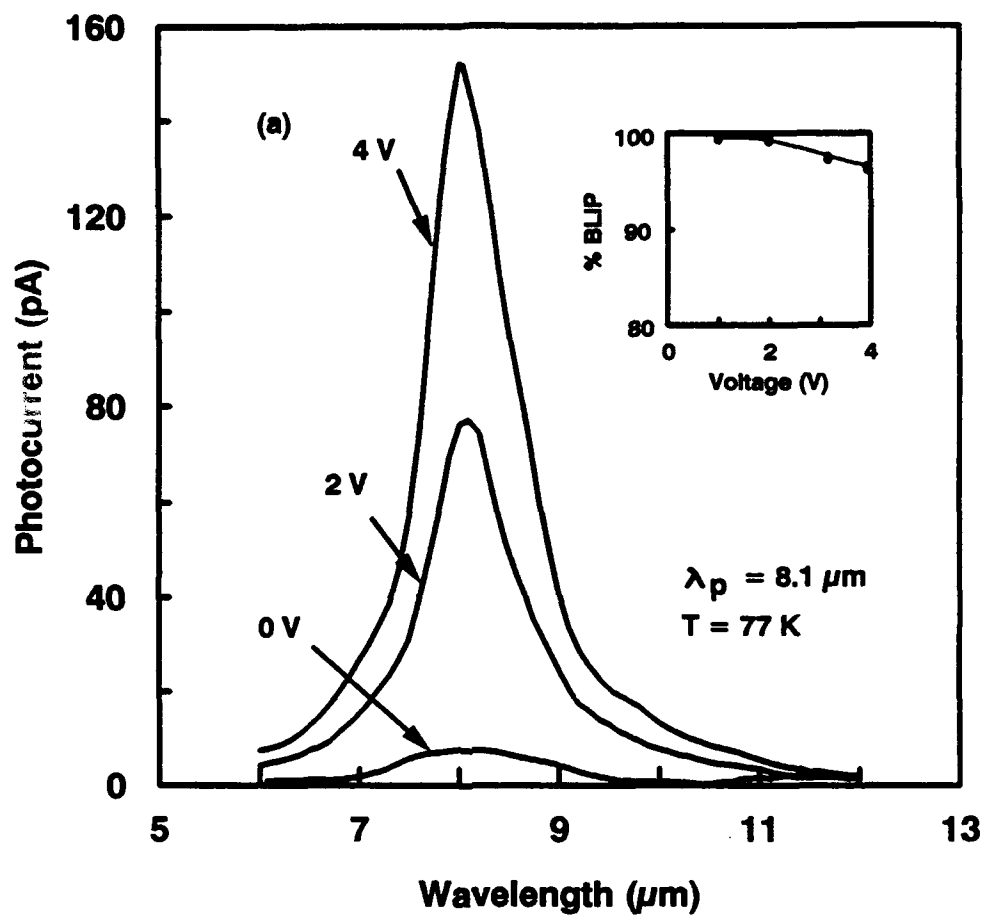 160
120
80
40
0
Photocurrent (pA)
5
7
9
11
13
Wavelength (μm)
(a)
4 V
2 V
0 V
λp = 8.1 μm
T = 77 K
100
90
80
% BLIP
0
2
4
Voltage (V)